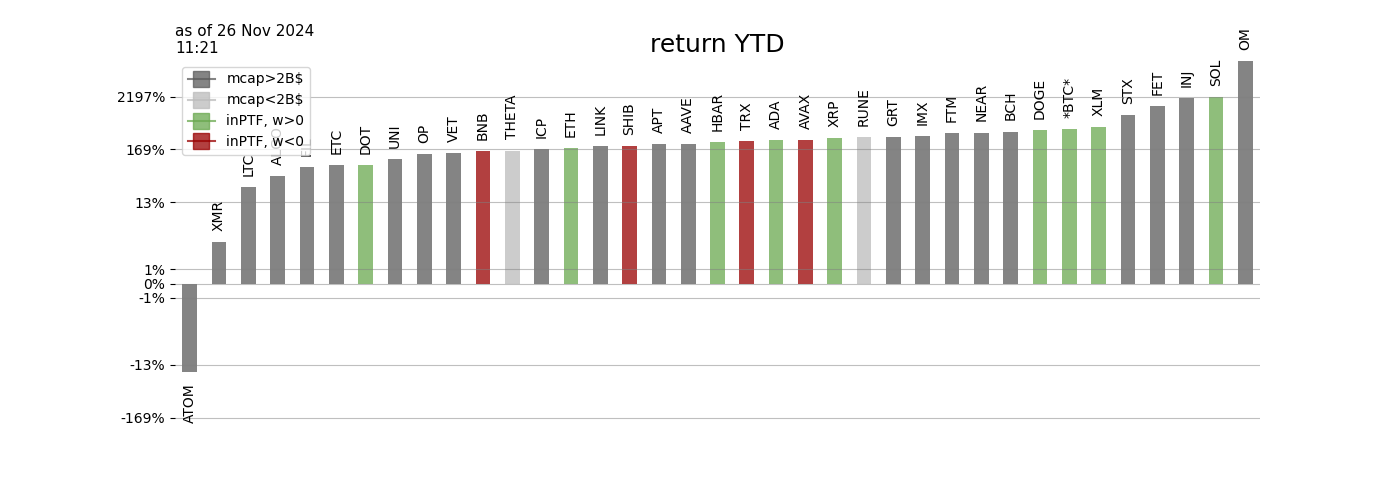 as of 26 Nov 2024
11:21
return YTD
mcap>2B$
mcap<2B$
inPTF, w>0
inPTF, w<0
2197%
169%
13%
1%
0%
-1%
-13%
-169%
ATOM
XMR
LTC
ETC
DOT
UNI
OP
VET
BNB
THETA
ICP
ETH
LINK
SHIB
APT
AAVE
HBAR
TRX
ADA
AVAX
XRP
RUNE
GRT
IMX
FTM
NEAR
BCH
DOGE
*BTC*
XLM
STX
FET
INJ
SOL
OM